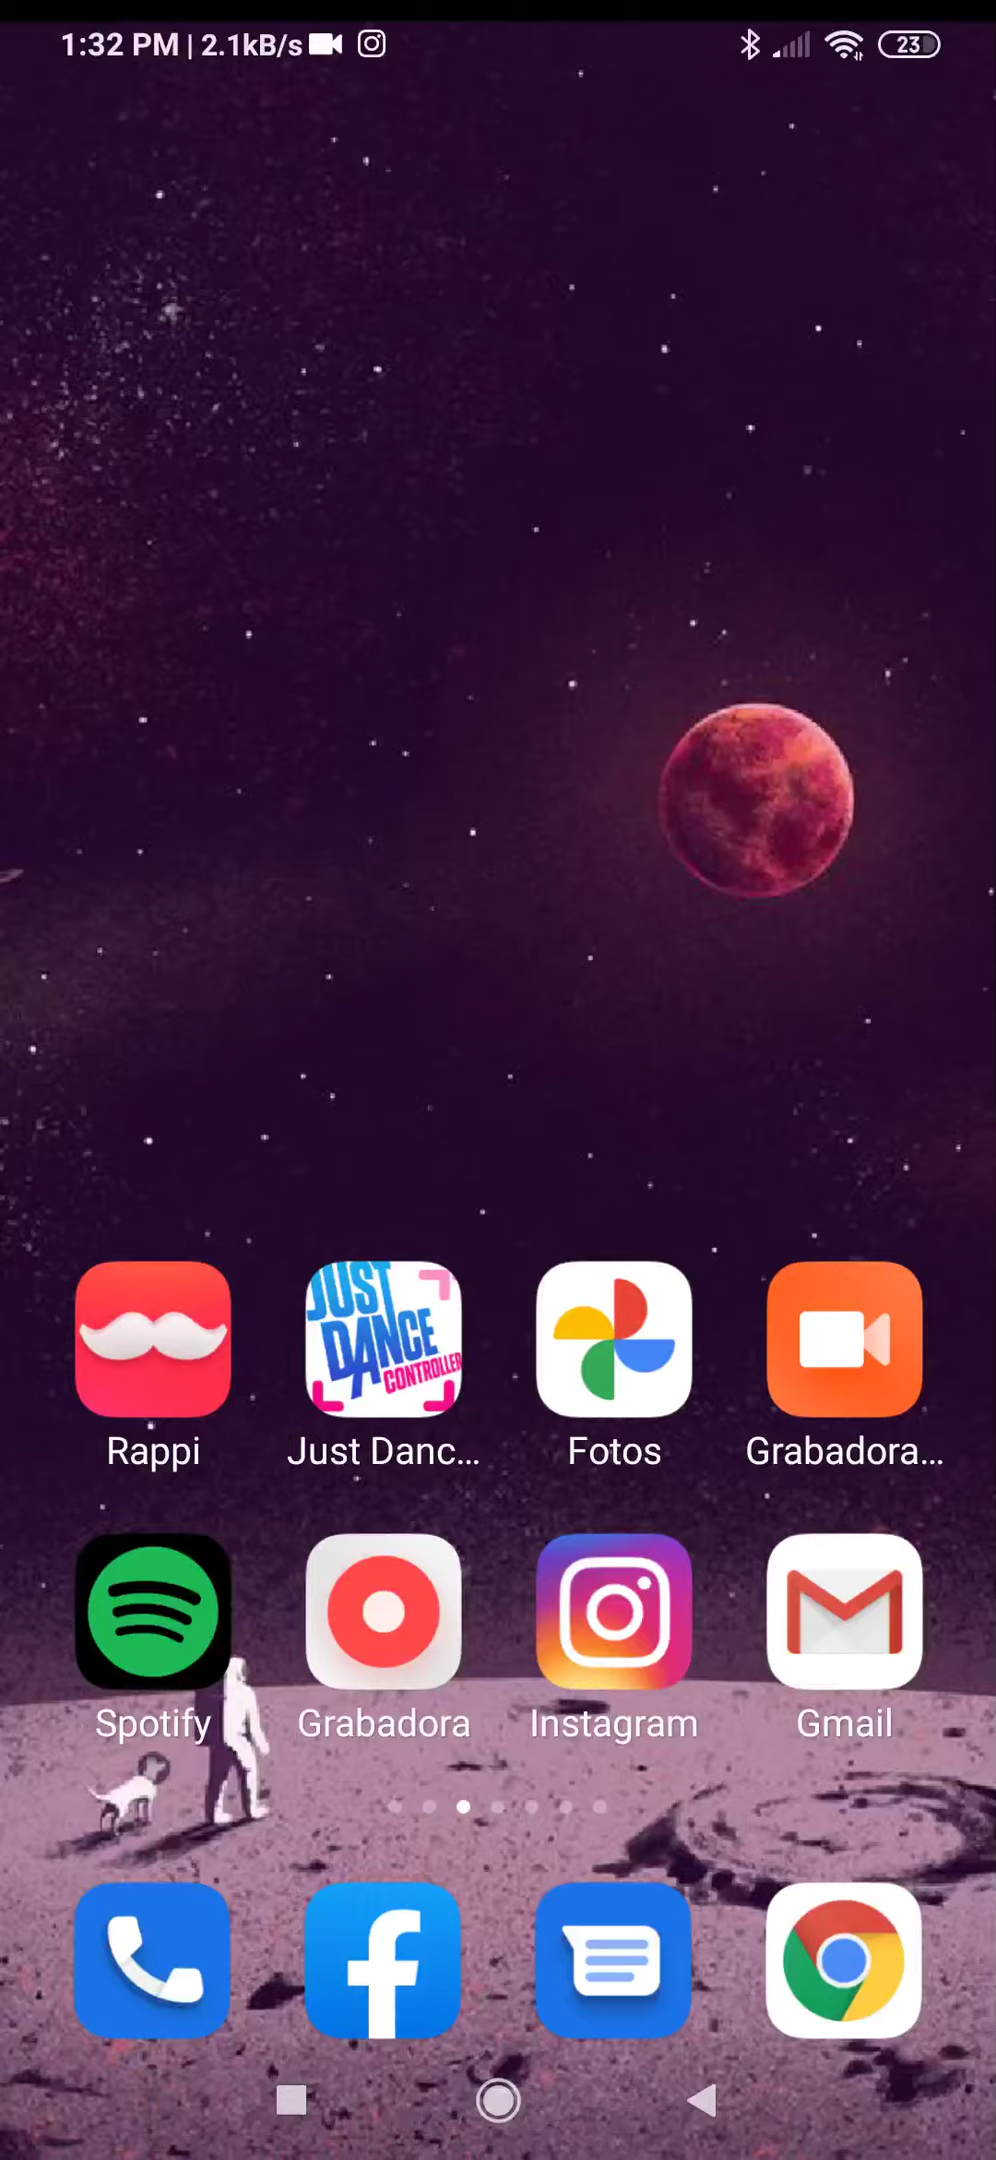 1:32 PM | 2.1kB/s
23
JUST
DANCE
CONTROLLER
Rappi
Just Danc...
Fotos
Grabadora...
Spotify
Grabadora
Instagram
Gmail